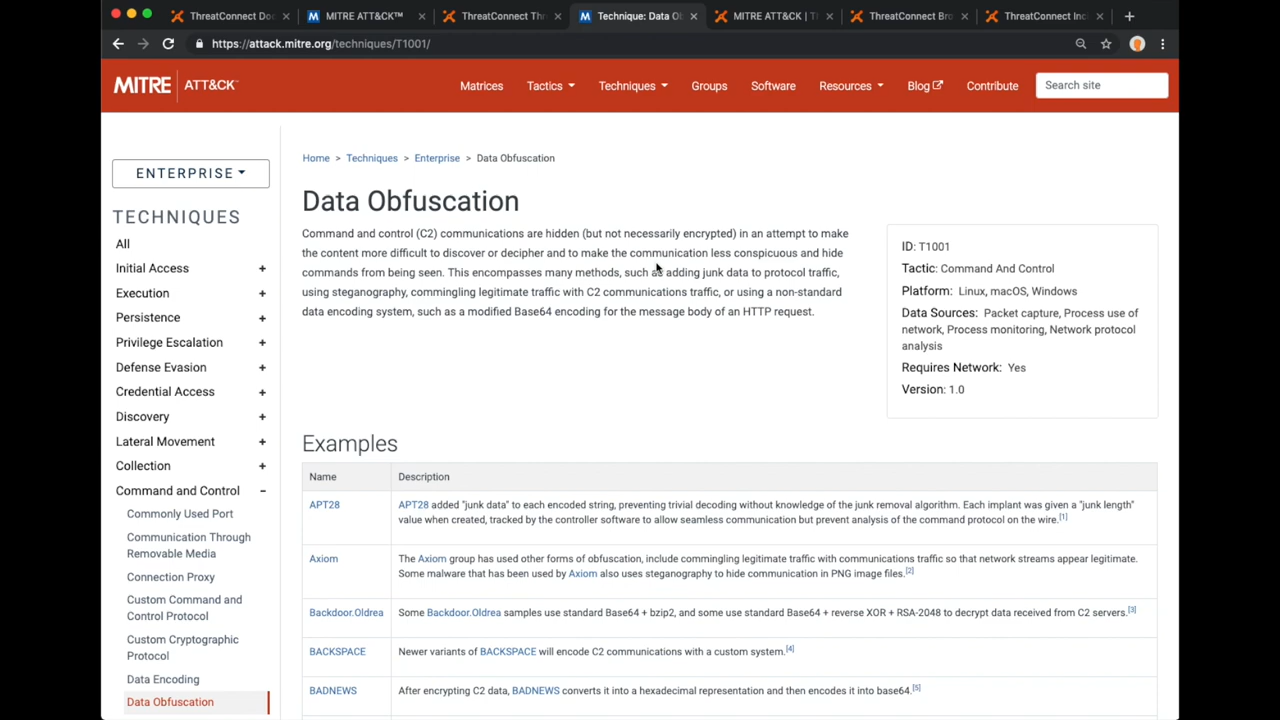 ThreatConnect Doc
MITRE ATT&CK™
ThreatConnect Thr
Technique: Data Ob
MITRE ATT&CK | T
ThreatConnect Bro
ThreatConnect Inc
https://attack.mitre.org/techniques/T1001/
MITRE | ATT&CK™
Matrices Tactics Techniques Groups Software Resources Blog Contribute Search site
ENTERPRISE
TECHNIQUES
All
Initial Access +
Execution +
Persistence +
Privilege Escalation +
Defense Evasion +
Credential Access +
Discovery +
Lateral Movement +
Collection +
Command and Control -
Commonly Used Port
Communication Through
Removable Media
Connection Proxy
Custom Command and
Control Protocol
Custom Cryptographic
Protocol
Data Encoding
Data Obfuscation
Home > Techniques > Enterprise > Data Obfuscation
Data Obfuscation
Command and control (C2) communications are hidden (but not necessarily encrypted) in an attempt to make
the content more difficult to discover or decipher and to make the communication less conspicuous and hide
commands from being seen. This encompasses many methods, such as adding junk data to protocol traffic,
using steganography, commingling legitimate traffic with C2 communications traffic, or using a non-standard
data encoding system, such as a modified Base64 encoding for the message body of an HTTP request.
ID: T1001
Tactic: Command And Control
Platform: Linux, macOS, Windows
Data Sources: Packet capture, Process use of
network, Process monitoring, Network protocol
analysis
Requires Network: Yes
Version: 1.0
Examples
Name Description
APT28 APT28 added "junk data" to each encoded string, preventing trivial decoding without knowledge of the junk removal algorithm. Each implant was given a "junk length"
value when created, tracked by the controller software to allow seamless communication but prevent analysis of the command protocol on the wire.[1]
Axiom The Axiom group has used other forms of obfuscation, include commingling legitimate traffic with communications traffic so that network streams appear legitimate.
Some malware that has been used by Axiom also uses steganography to hide communication in PNG image files.[2]
Backdoor.Oldrea Some Backdoor.Oldrea samples use standard Base64 + bzip2, and some use standard Base64 + reverse XOR + RSA-2048 to decrypt data received from C2 servers.[3]
BACKSPACE Newer variants of BACKSPACE will encode C2 communications with a custom system.[4]
BADNEWS After encrypting C2 data, BADNEWS converts it into a hexadecimal representation and then encodes it into base64.[5]